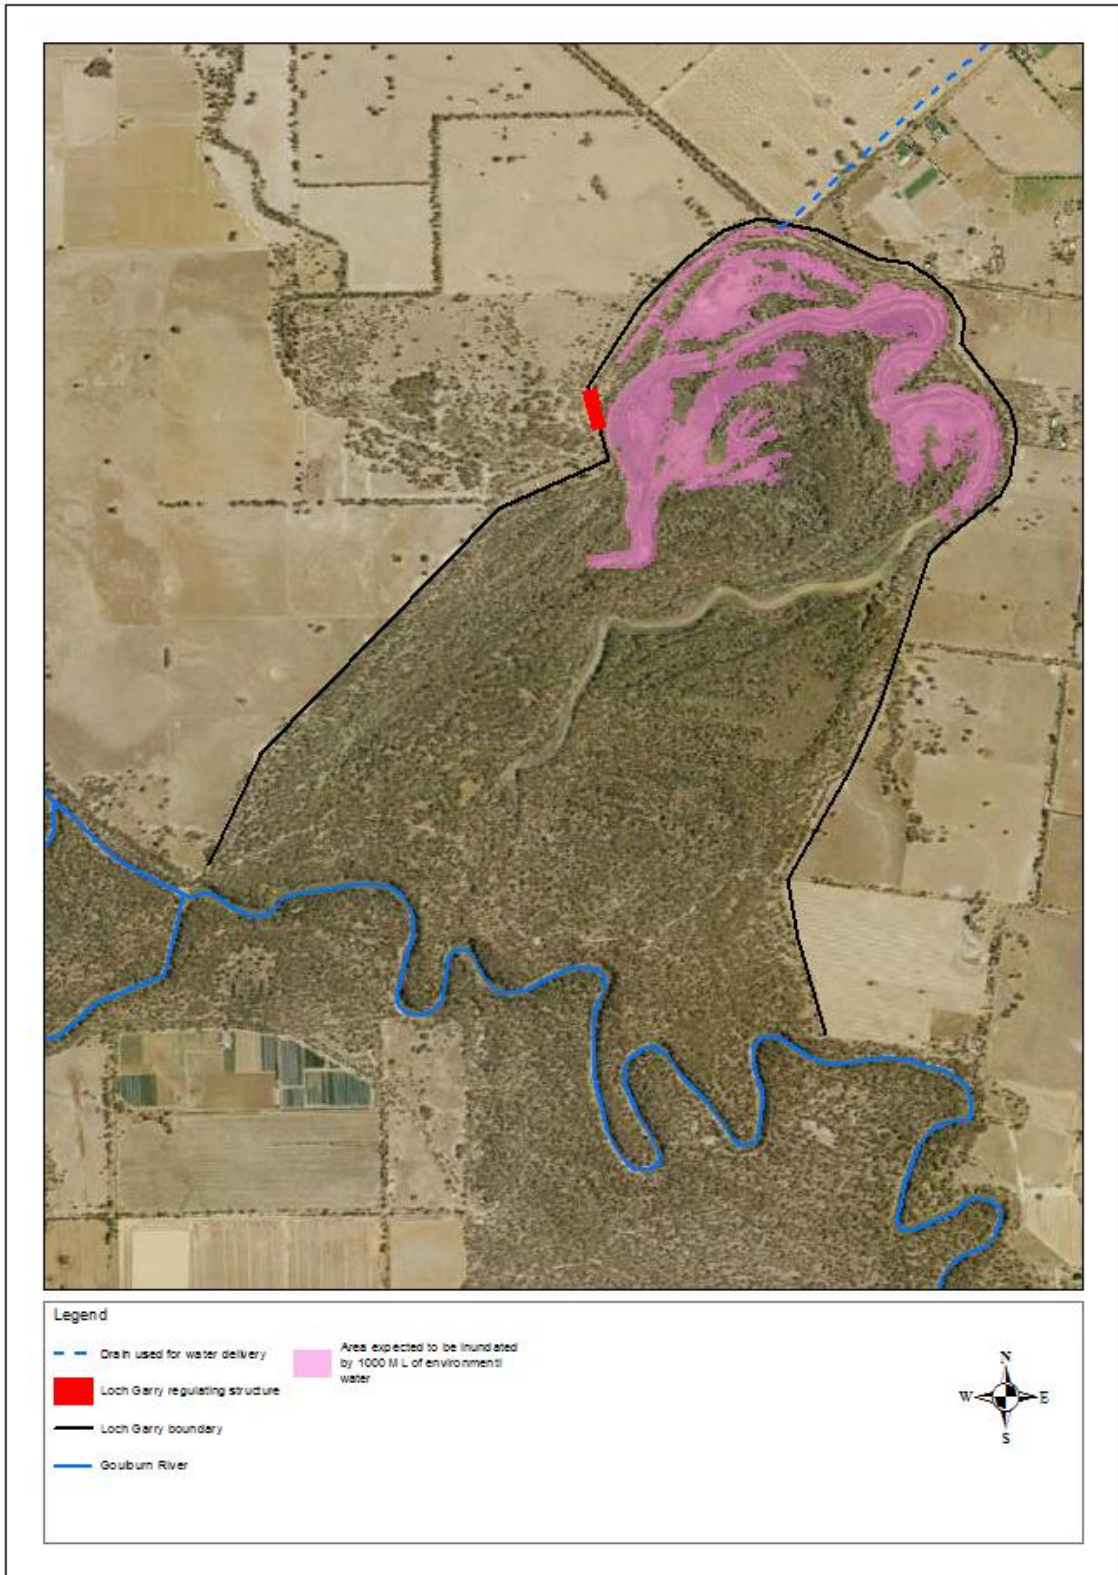 Legend
Drain used for water delivery
Loch Garry regulating structure
Loch Garry boundary
Goulburn River
Area expected to be inundated
by 1000 ML of environmentl
water
N
W E
S